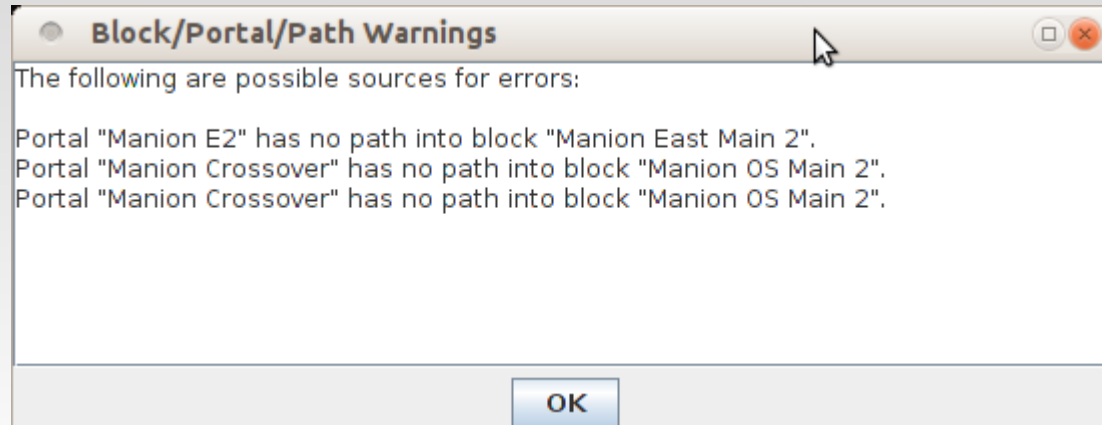 Block/Portal/Path Warnings
The following are possible sources for errors:
Portal "Manion E2" has no path into block "Manion East Main 2".
Portal "Manion Crossover" has no path into block "Manion OS Main 2".
Portal "Manion Crossover" has no path into block "Manion OS Main 2".
OK